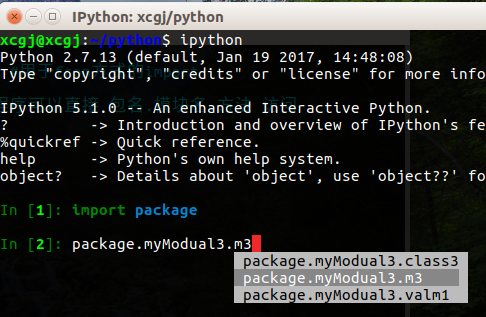 IPython: xcgj/python
xcgj@xcgj:~/python$ ipython
Python 2.7.13 (default, Jan 19 2017, 14:48:08)
Type "copyright", "credits" or "license" for more info
IPython 5.1.0 -- An enhanced Interactive Python.
? -> Introduction and overview of IPython's fe
%quickref -> Quick reference.
help -> Python's own help system.
object? -> Details about 'object', use 'object??' fo
In [1]: import package
In [2]: package.myModual3.m3
package.myModual3.class3
package.myModual3.m3
package.myModual3.valm1